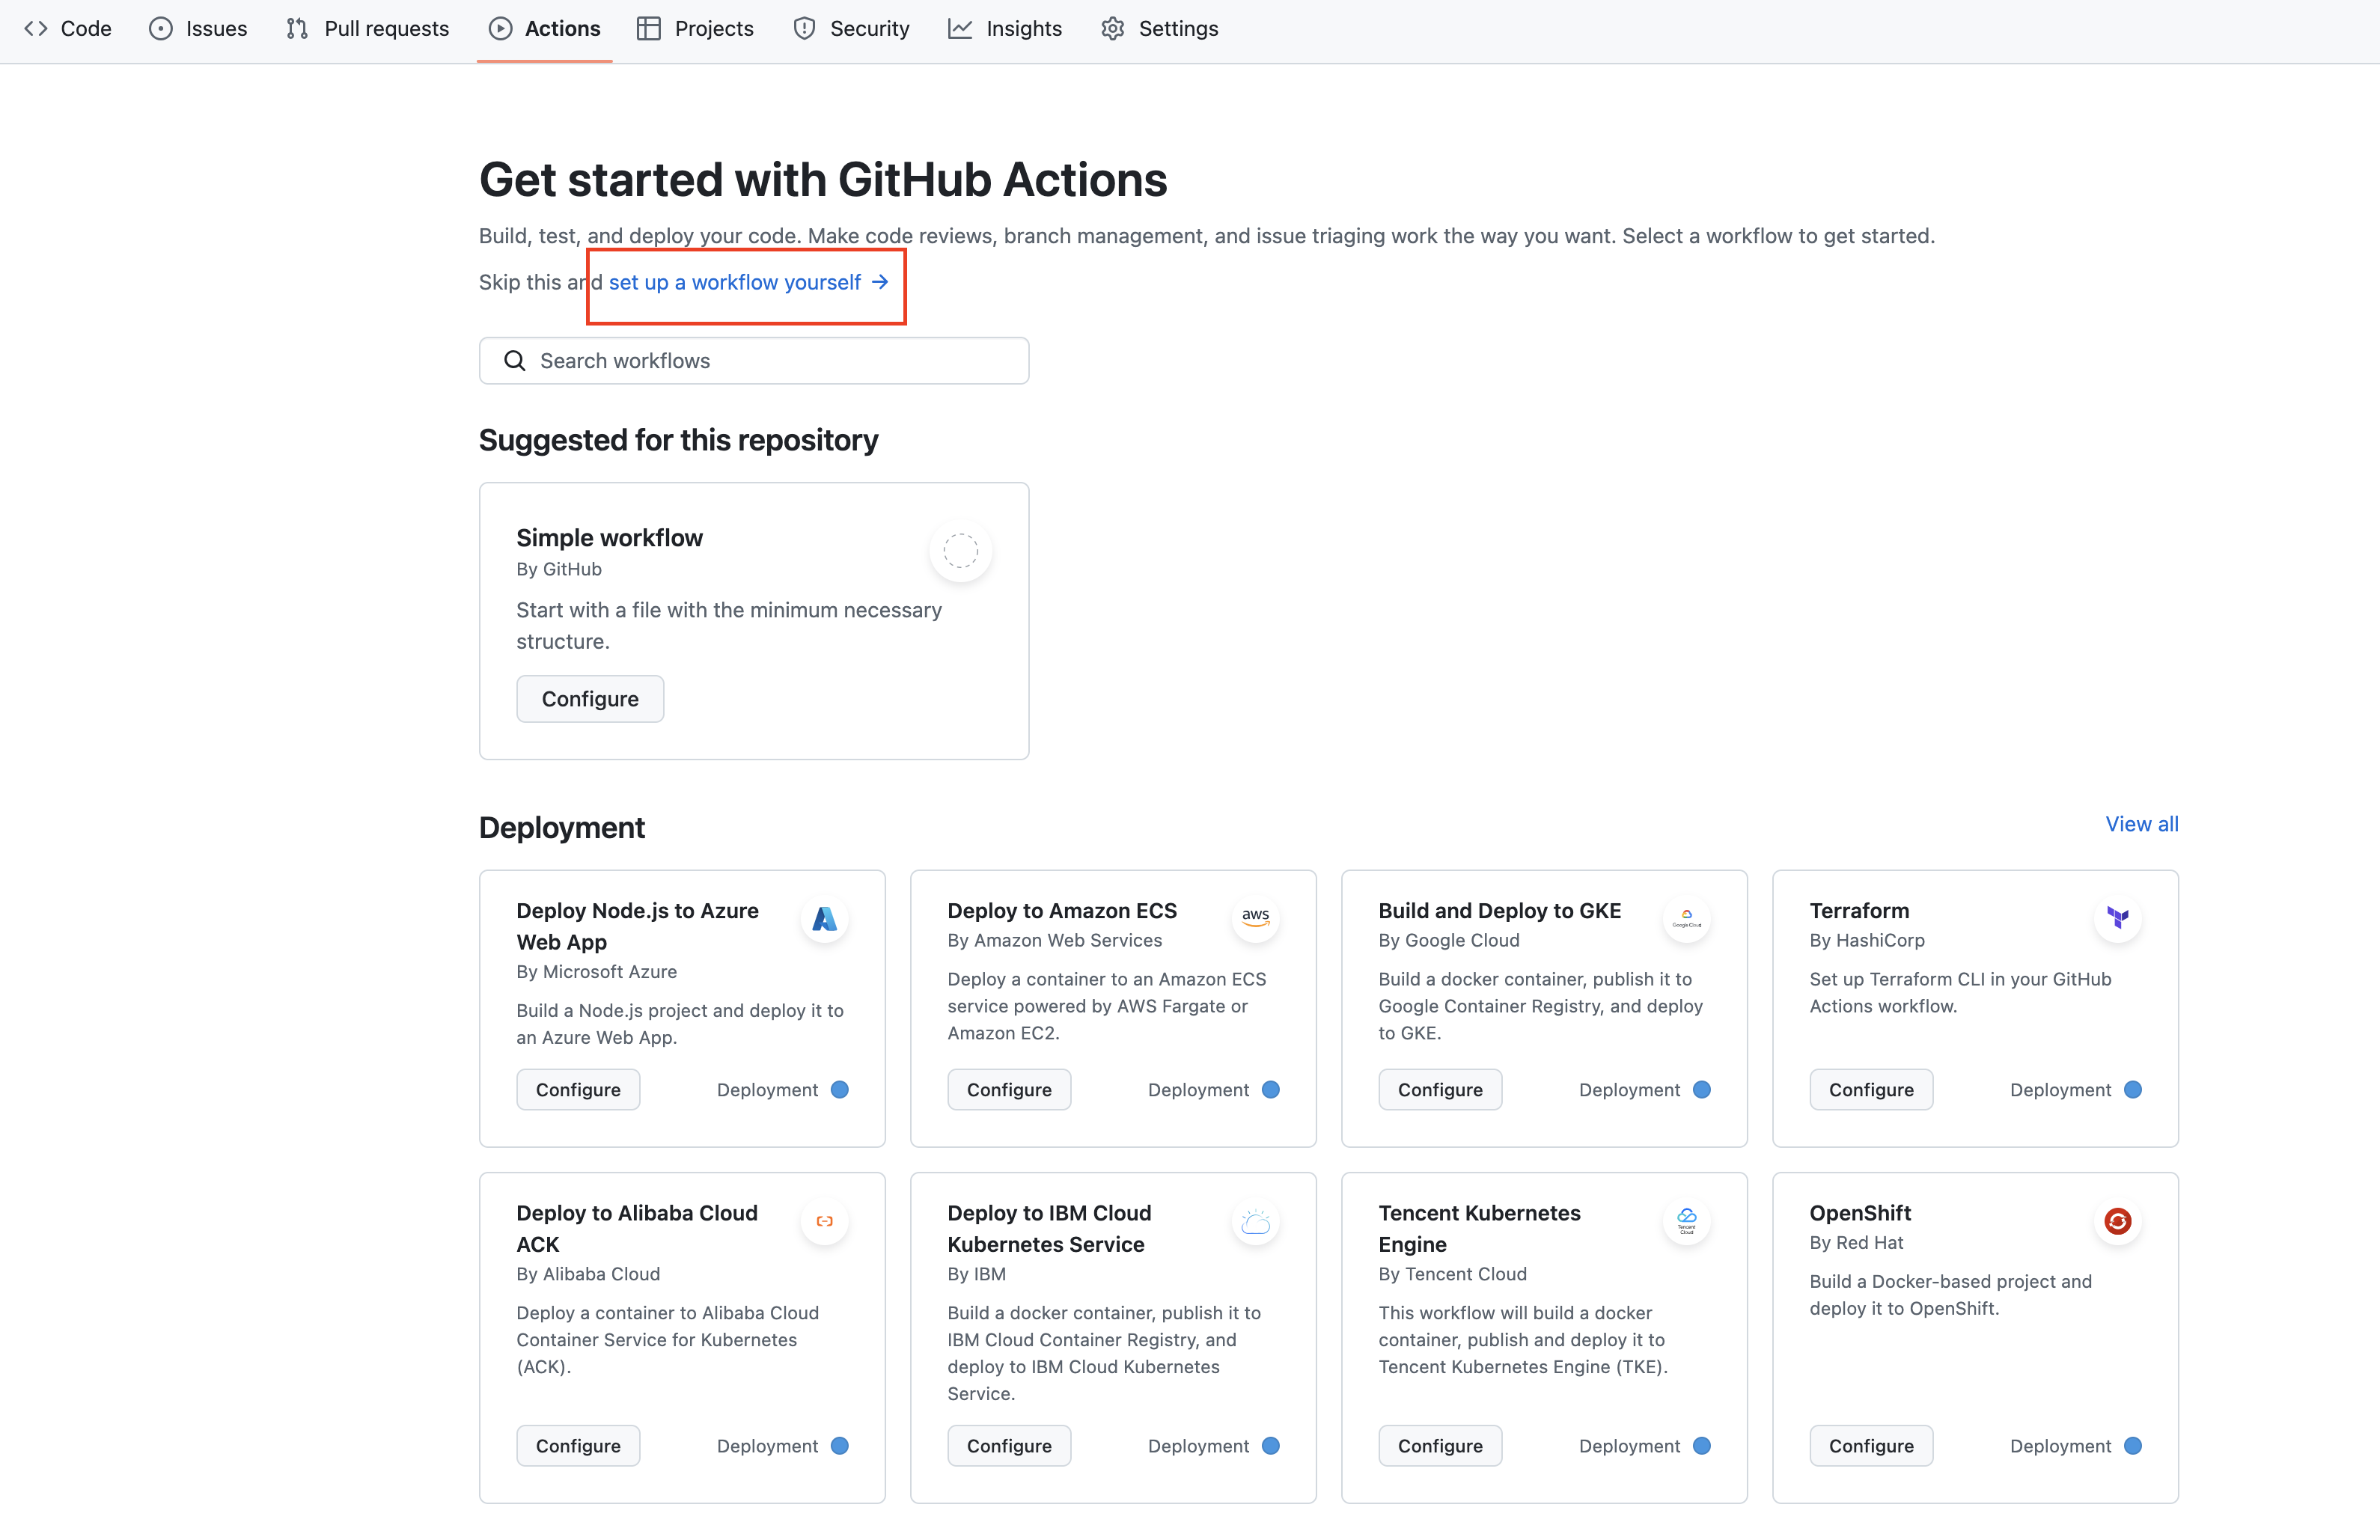 Code Issues Pull requests Actions Projects Security Insights Settings
Get started with GitHub Actions
Build, test, and deploy your code. Make code reviews, branch management, and issue triaging work the way you want. Select a workflow to get started.
Skip this and set up a workflow yourself →
Search workflows
Suggested for this repository
Simple workflow
By GitHub
Start with a file with the minimum necessary
structure.
Configure
Deployment
View all
Deploy Node.js to Azure
Web App
By Microsoft Azure
Build a Node.js project and deploy it to
an Azure Web App.
Configure Deployment
Deploy to Amazon ECS
aws
By Amazon Web Services
Deploy a container to an Amazon ECS
service powered by AWS Fargate or
Amazon EC2.
Configure Deployment
Build and Deploy to GKE
Google Cloud
By Google Cloud
Build a docker container, publish it to
Google Container Registry, and deploy
to GKE.
Configure Deployment
Terraform
By HashiCorp
Set up Terraform CLI in your GitHub
Actions workflow.
Configure Deployment
Deploy to Alibaba Cloud
ACK
By Alibaba Cloud
Deploy a container to Alibaba Cloud
Container Service for Kubernetes
(ACK).
Configure Deployment
Deploy to IBM Cloud
Kubernetes Service
By IBM
Build a docker container, publish it to
IBM Cloud Container Registry, and
deploy to IBM Cloud Kubernetes
Service.
Configure Deployment
Tencent Kubernetes
Engine
Tencent
Cloud
By Tencent Cloud
This workflow will build a docker
container, publish and deploy it to
Tencent Kubernetes Engine (TKE).
Configure Deployment
OpenShift
By Red Hat
Build a Docker-based project and
deploy it to OpenShift.
Configure Deployment